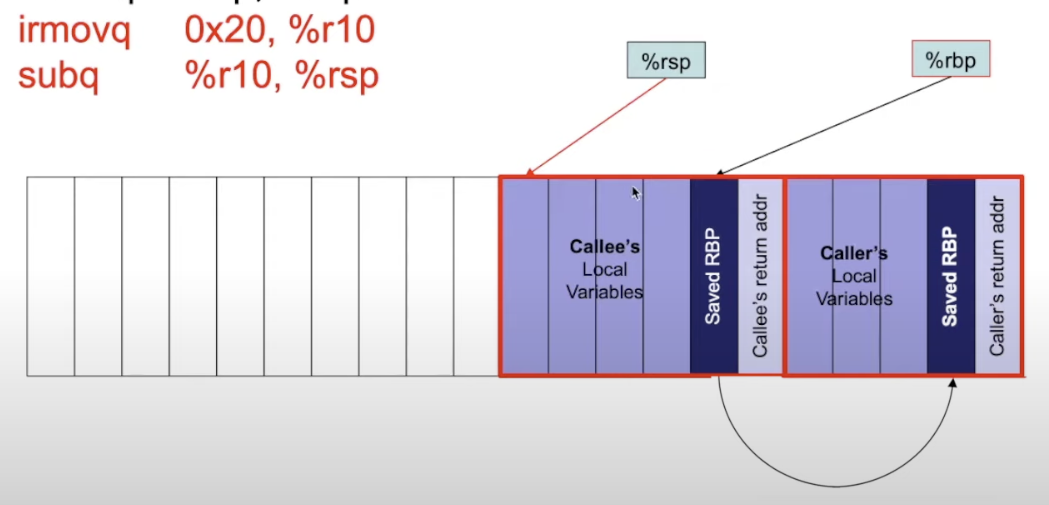 irmovq 0x20, %r10
subq %r10, %rsp
%rsp
%rbp
Callee's
Local
Variables
Saved RBP
Callee's return addr
Caller's
Local
Variables
Saved RBP
Caller's return addr